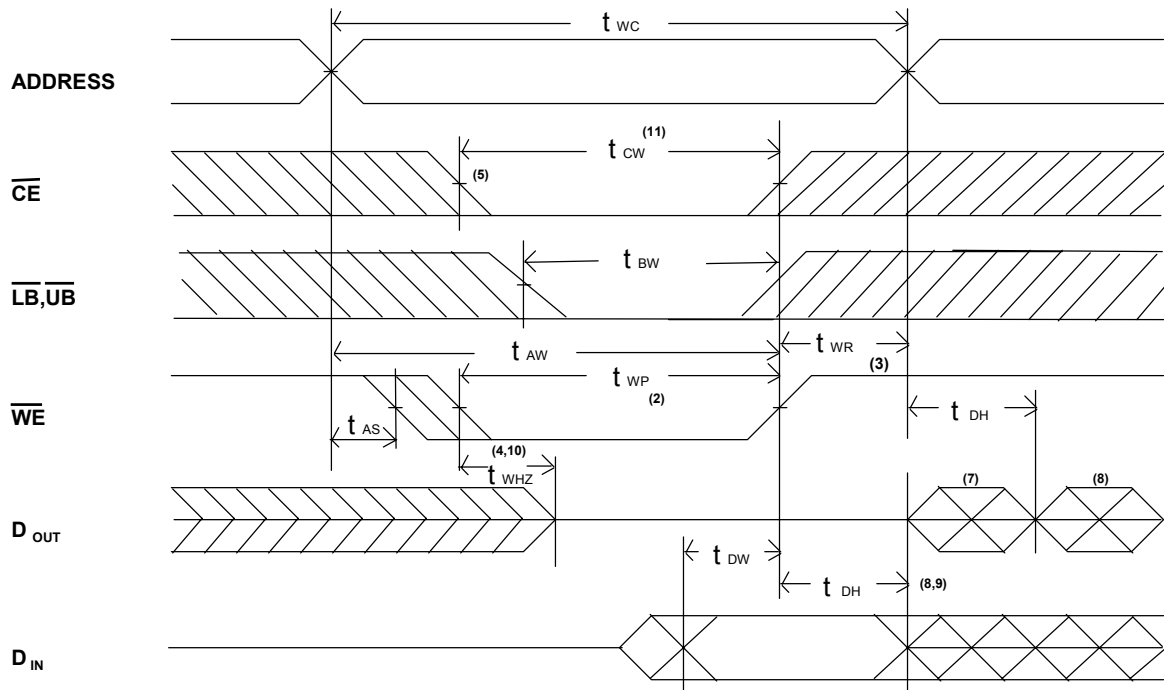 t WC
ADDRESS
t CW (11)
CE (5)
t BW
LB,UB
t AW
t WR
t WP (2)
(3)
WE
t AS
t DH
(4,10)
t WHZ
(7) (8)
D OUT
t DW
t DH (8,9)
D IN